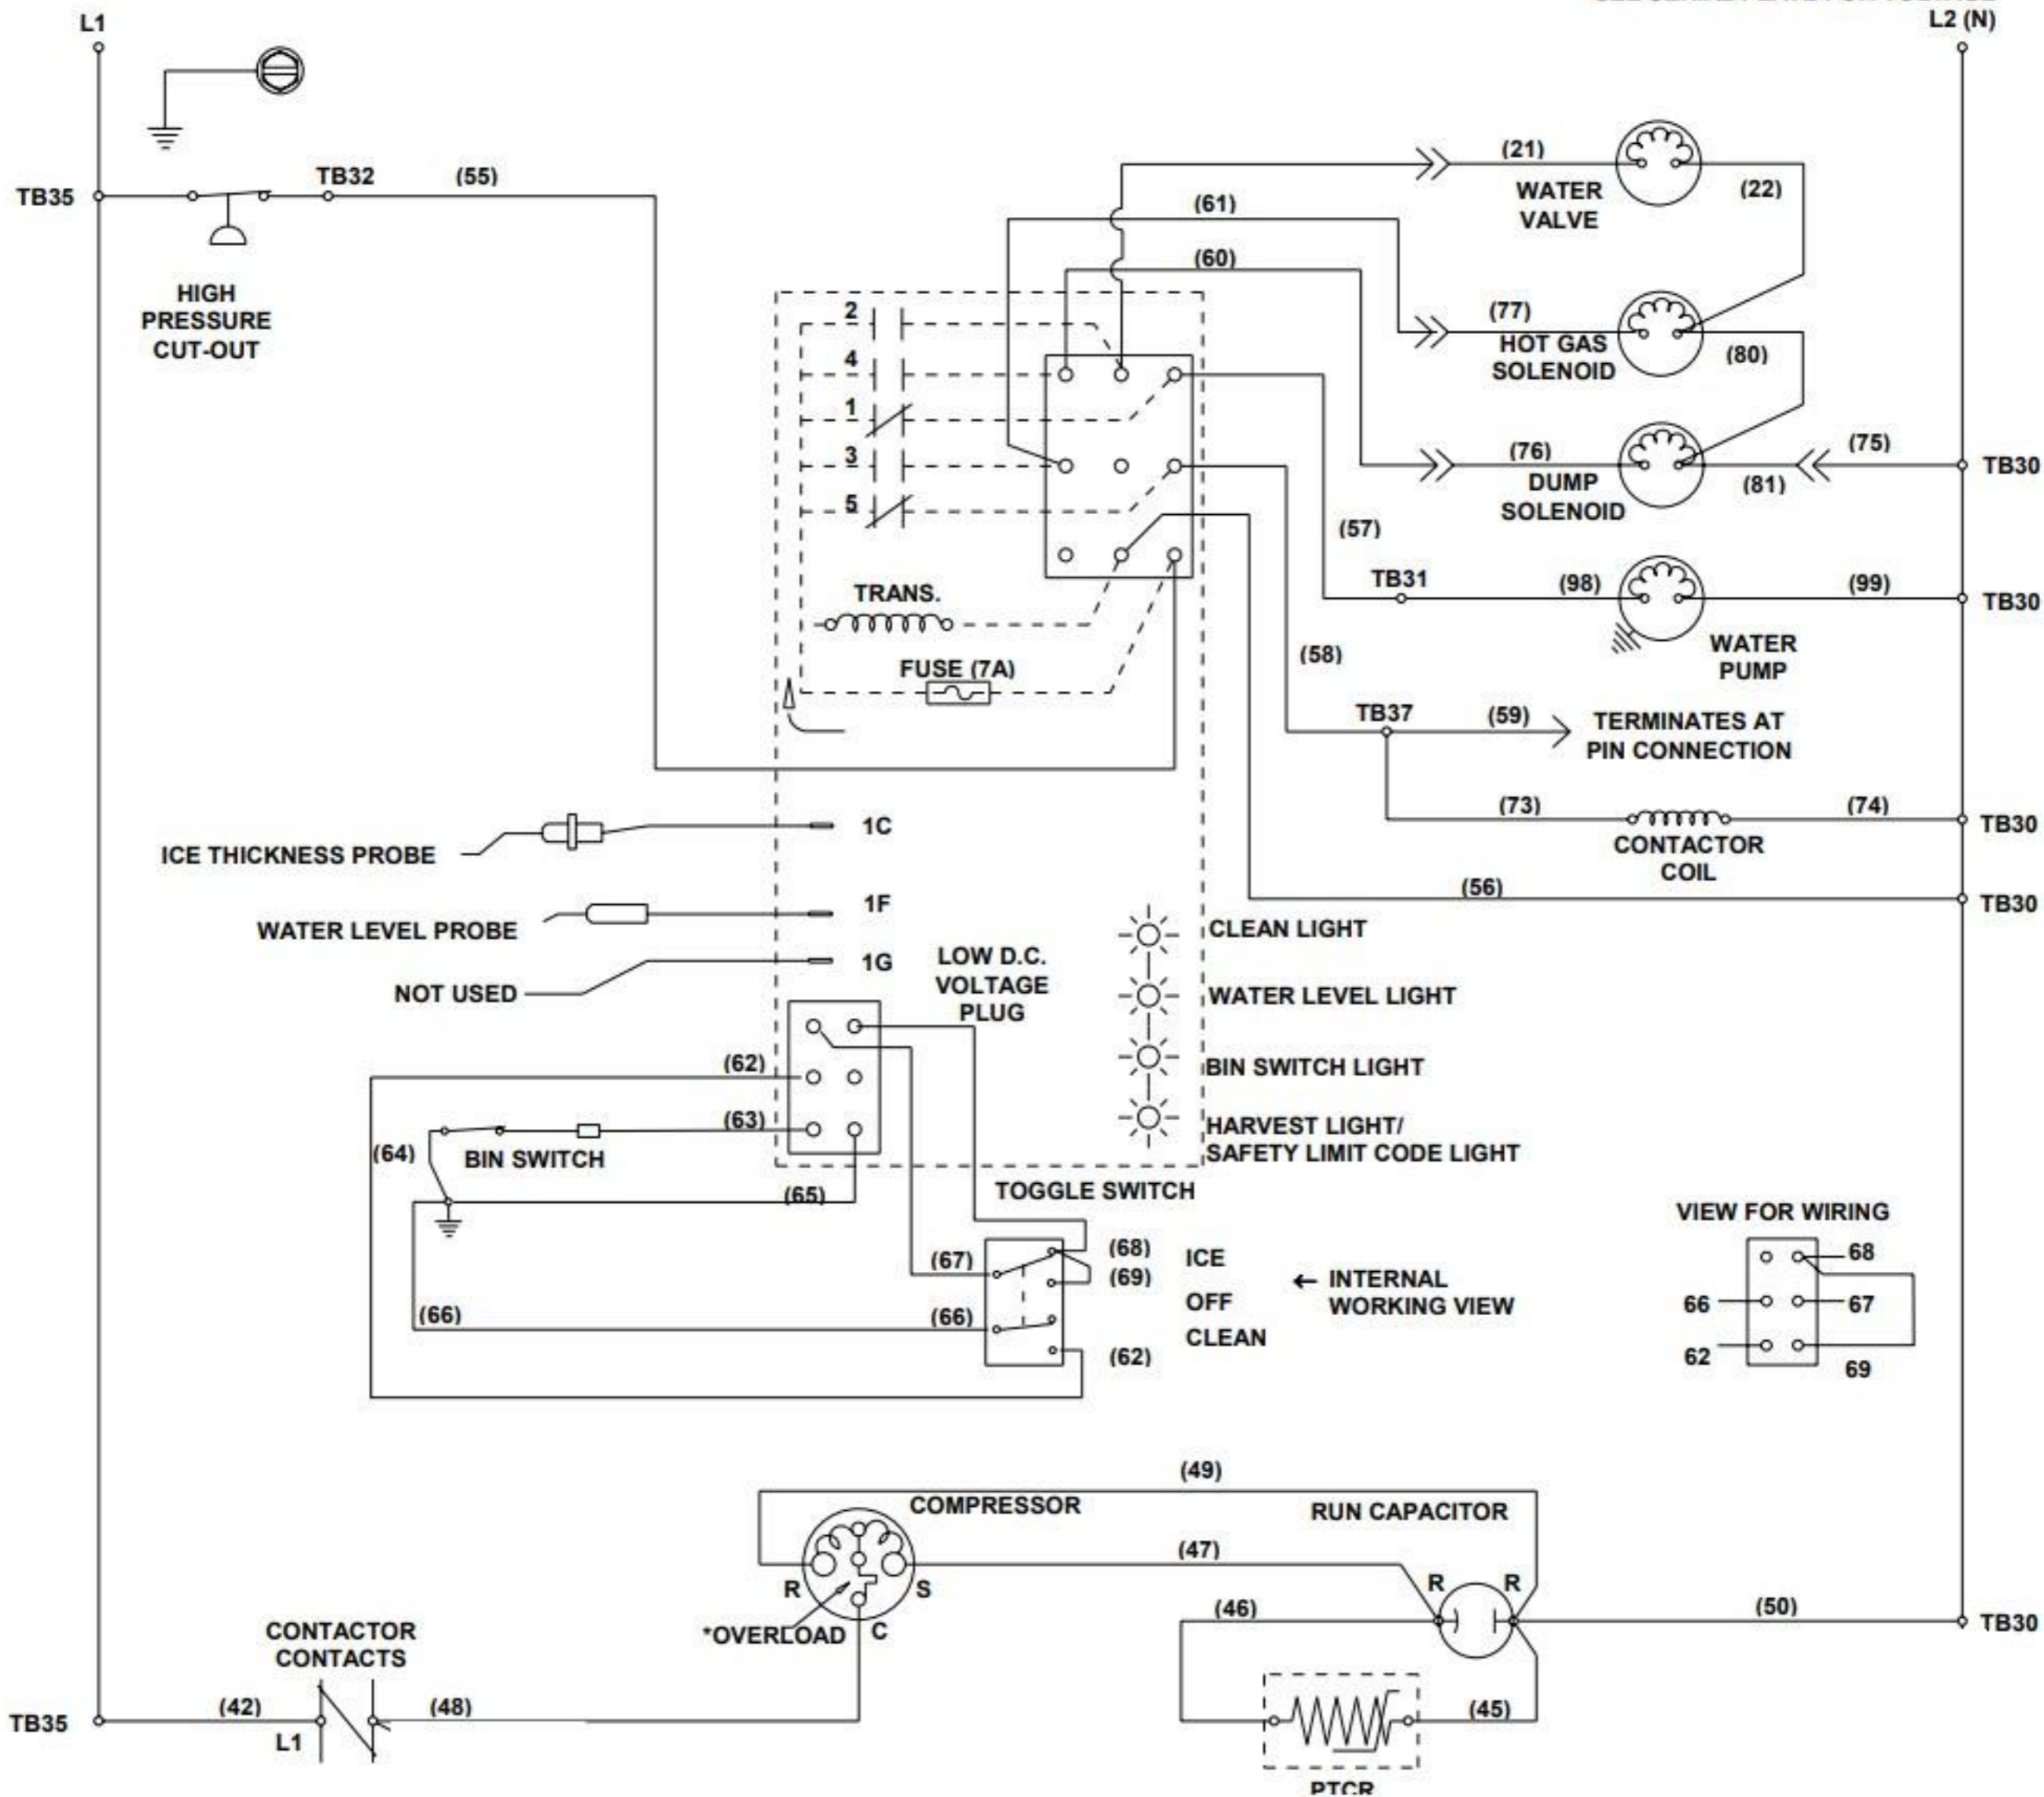 L1
L2 (N)
TB35
TB32
(55)
HIGH
PRESSURE
CUT-OUT
(21)
WATER
VALVE
(22)
(61)
(60)
(77)
HOT GAS
SOLENOID
(80)
2
4
1
3
5
(76)
DUMP
SOLENOID
(81)
(75)
TB30
(57)
TB31
(98)
(99)
TB30
WATER
PUMP
TRANS.
FUSE (7A)
(58)
TB37
(59)
TERMINATES AT
PIN CONNECTION
(73)
(74)
TB30
CONTACTOR
COIL
(56)
TB30
ICE THICKNESS PROBE
1C
WATER LEVEL PROBE
1F
NOT USED
1G
LOW D.C.
VOLTAGE
PLUG
CLEAN LIGHT
WATER LEVEL LIGHT
BIN SWITCH LIGHT
HARVEST LIGHT/
SAFETY LIMIT CODE LIGHT
(62)
(63)
(64)
BIN SWITCH
(65)
TOGGLE SWITCH
(67)
(68)
ICE
(69)
OFF
(66)
(66)
CLEAN
(62)
← INTERNAL
WORKING VIEW
VIEW FOR WIRING
68
66
67
62
69
(49)
COMPRESSOR
RUN CAPACITOR
(47)
R
S
R
R
*OVERLOAD
C
(46)
(50)
TB30
CONTACTOR
CONTACTS
TB35
(42)
L1
(48)
(45)
PTCR